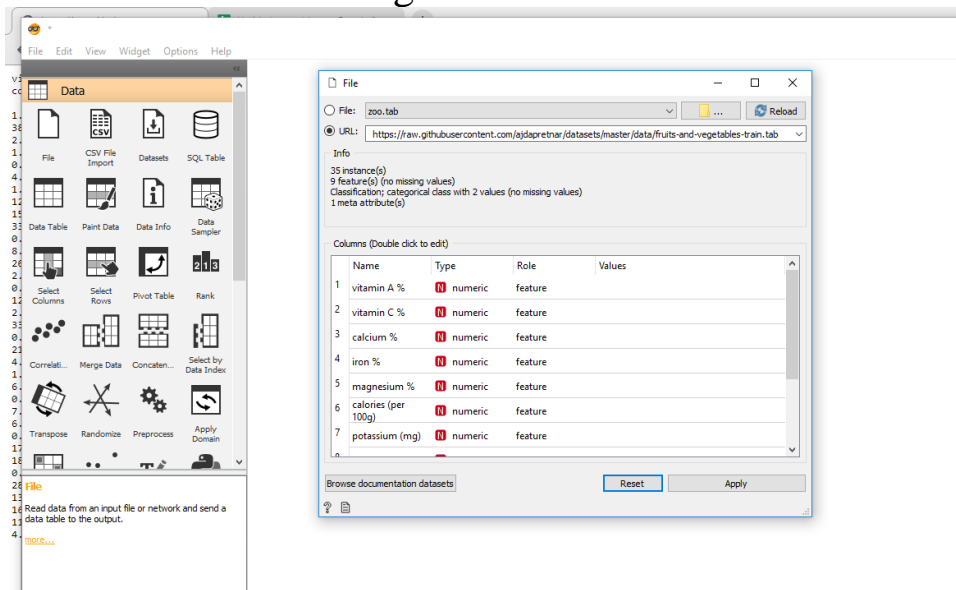 File Edit View Widget Options Help
Data
File
CSV File Import
Datasets
SQL Table
Data Table
Paint Data
Data Info
Data Sampler
Select Columns
Select Rows
Pivot Table
Rank
Correlati...
Merge Data
Concaten...
Select by Data Index
Transpose
Randomize
Preprocess
Apply Domain
File
Read data from an input file or network and send a
data table to the output.
more...
File
File: zoo.tab ... Reload
URL: https://raw.githubusercontent.com/ajdapretnar/datasets/master/data/fruits-and-vegetables-train.tab
Info
35 instance(s)
9 feature(s) (no missing values)
Classification; categorical class with 2 values (no missing values)
1 meta attribute(s)
Columns (Double click to edit)
Name Type Role Values
1 vitamin A % N numeric feature
2 vitamin C % N numeric feature
3 calcium % N numeric feature
4 iron % N numeric feature
5 magnesium % N numeric feature
6 calories (per 100g) N numeric feature
7 potassium (mg) N numeric feature
Browse documentation datasets Reset Apply